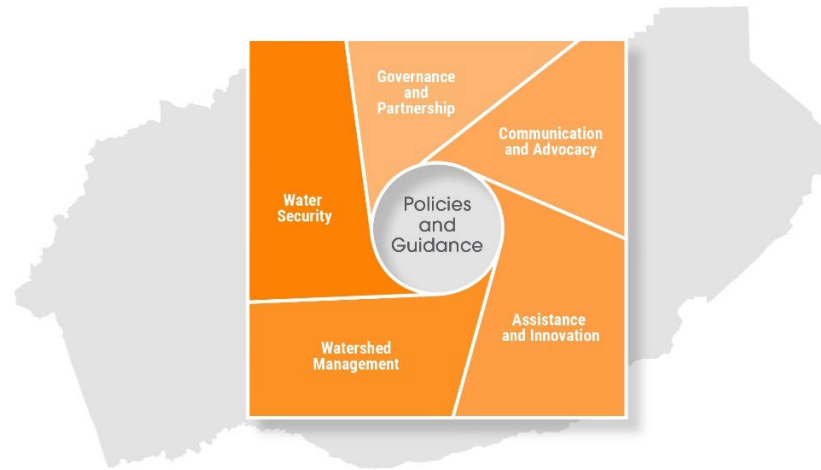 Governance
and
Partnership
Communication
and Advocacy
Water
Security
Policies
and
Guidance
Assistance
and Innovation
Watershed
Management